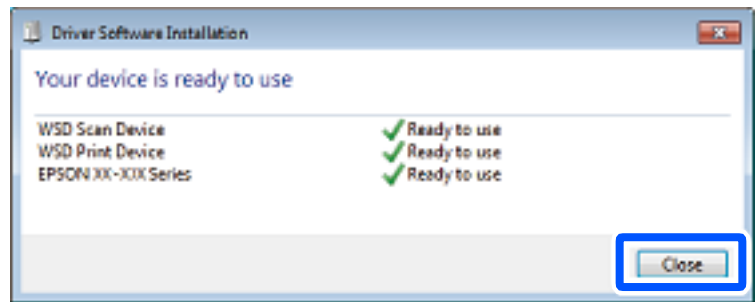 Driver Software Installation
Your device is ready to use
WSD Scan Device Ready to use
WSD Print Device Ready to use
EPSON XX-XXX Series Ready to use
Close